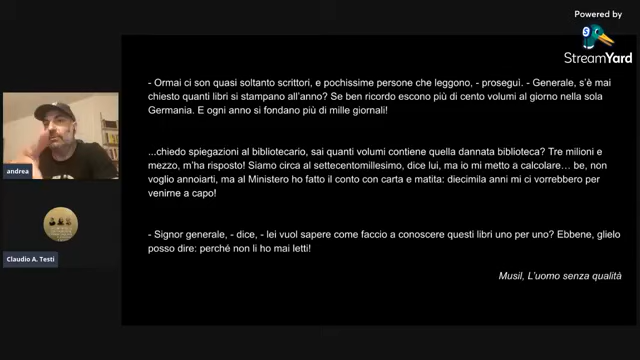 Powered by
StreamYard
- Ormai ci son quasi soltanto scrittori, e pochissime persone che leggono, - proseguì. - Generale, s’è mai
chiesto quanti libri si stampano all’anno? Se ben ricordo escono più di cento volumi al giorno nella sola
Germania. E ogni anno si fondano più di mille giornali!
...chiedo spiegazioni al bibliotecario, sai quanti volumi contiene quella dannata biblioteca? Tre milioni e
mezzo, m’ha risposto! Siamo circa al settecentomillesimo, dice lui, ma io mi metto a calcolare… be, non
voglio annoiarti, ma al Ministero ho fatto il conto con carta e matita: diecimila anni mi ci vorrebbero per
venirne a capo!
- Signor generale, - dice, - lei vuol sapere come faccio a conoscere questi libri uno per uno? Ebbene, glielo
posso dire: perché non li ho mai letti!
Musil, L’uomo senza qualità
andrea
Claudio A. Testi